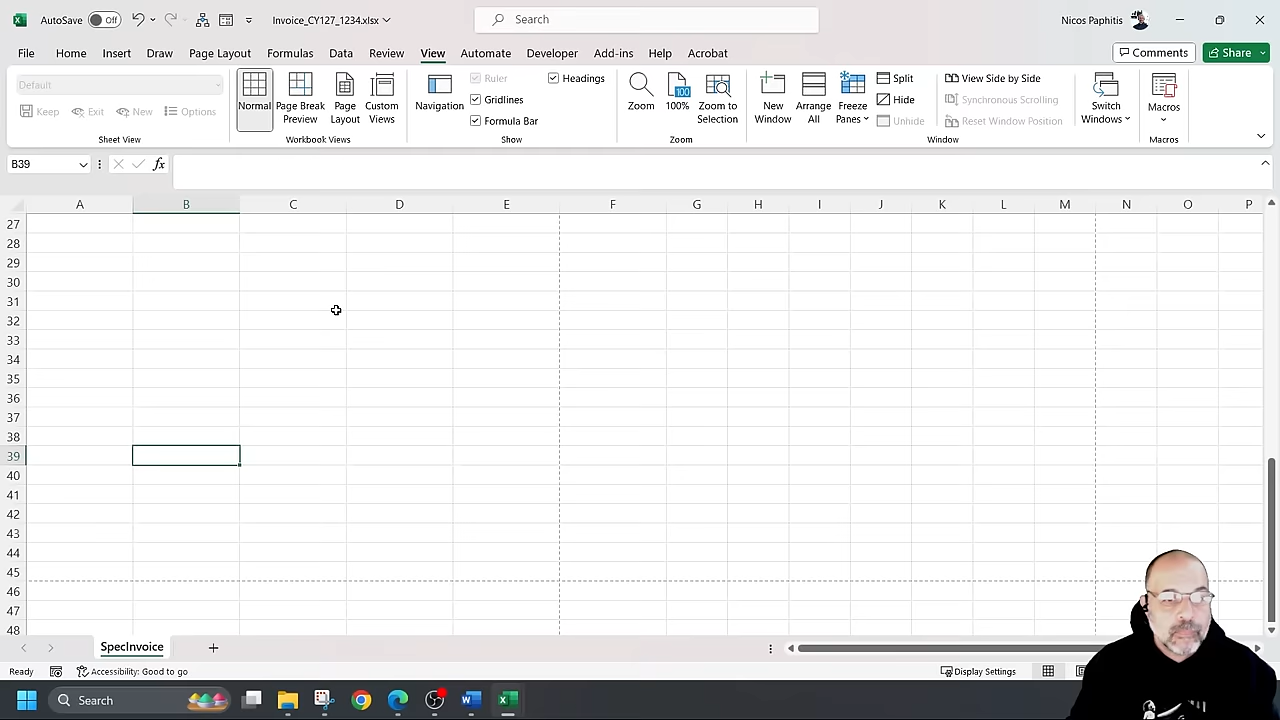 AutoSave Off Invoice_CY127_1234.xlsx Search Nicos Paphitis
File Home Insert Draw Page Layout Formulas Data Review View Automate Developer Add-ins Help Acrobat Comments Share
Default
Keep Exit New Options
Sheet View
Normal Page Break Preview Page Layout Custom Views
Workbook Views
Navigation
Ruler
Gridlines
Formula Bar
Headings
Show
Zoom 100% Zoom to Selection
100
Zoom
New Window Arrange All Freeze Panes
Split
Hide
Unhide
View Side by Side
Synchronous Scrolling
Reset Window Position
Switch Windows
Window
Macros
Macros
B39 fx
A B C D E F G H I J K L M N O P
27
28
29
30
31
32
33
34
35
36
37
38
39
40
41
42
43
44
45
46
47
48
SpecInvoice
Ready Accessibility: Good to go Display Settings
Search